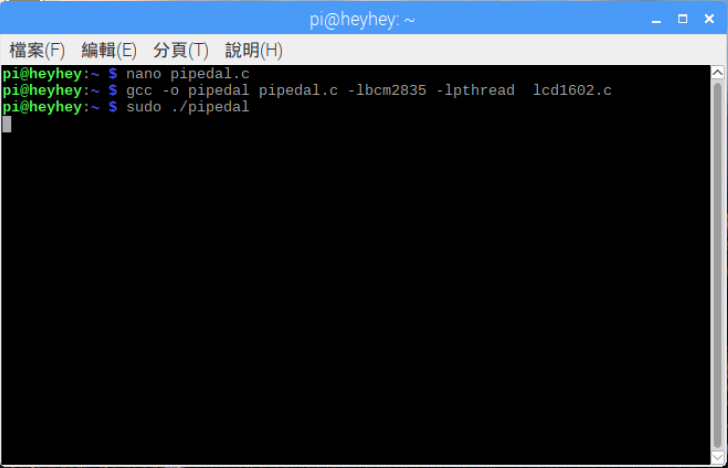 pi@heyhey: ~
檔案(F) 編輯(E) 分頁(T) 說明(H)
pi@heyhey:~ $ nano pipedal.c
pi@heyhey:~ $ gcc -o pipedal pipedal.c -lbcm2835 -lpthread  lcd1602.c
pi@heyhey:~ $ sudo ./pipedal